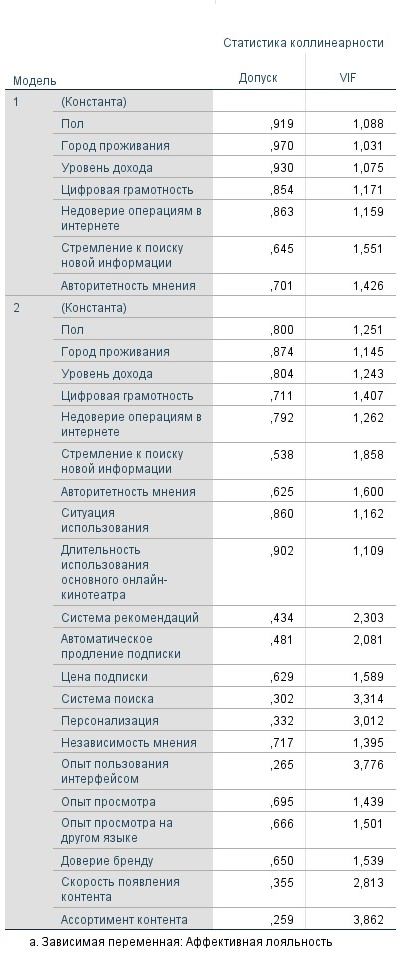 Статистика коллинеарности
Модель Допуск VIF
1 (Константа)
Пол ,919 1,088
Город проживания ,970 1,031
Уровень дохода ,930 1,075
Цифровая грамотность ,854 1,171
Недоверие операциям в ,863 1,159
интернете
Стремление к поиску ,645 1,551
новой информации
Авторитетность мнения ,701 1,426
2 (Константа)
Пол ,800 1,251
Город проживания ,874 1,145
Уровень дохода ,804 1,243
Цифровая грамотность ,711 1,407
Недоверие операциям в ,792 1,262
интернете
Стремление к поиску ,538 1,858
новой информации
Авторитетность мнения ,625 1,600
Ситуация ,860 1,162
использования
Длительность ,902 1,109
использования
основного онлайн-
кинотеатра
Система рекомендаций ,434 2,303
Автоматическое ,481 2,081
продление подписки
Цена подписки ,629 1,589
Система поиска ,302 3,314
Персонализация ,332 3,012
Независимость мнения ,717 1,395
Опыт пользования ,265 3,776
интерфейсом
Опыт просмотра ,695 1,439
Опыт просмотра на ,666 1,501
другом языке
Доверие бренду ,650 1,539
Скорость появления ,355 2,813
контента
Ассортимент контента ,259 3,862
а. Зависимая переменная: Аффективная лояльность